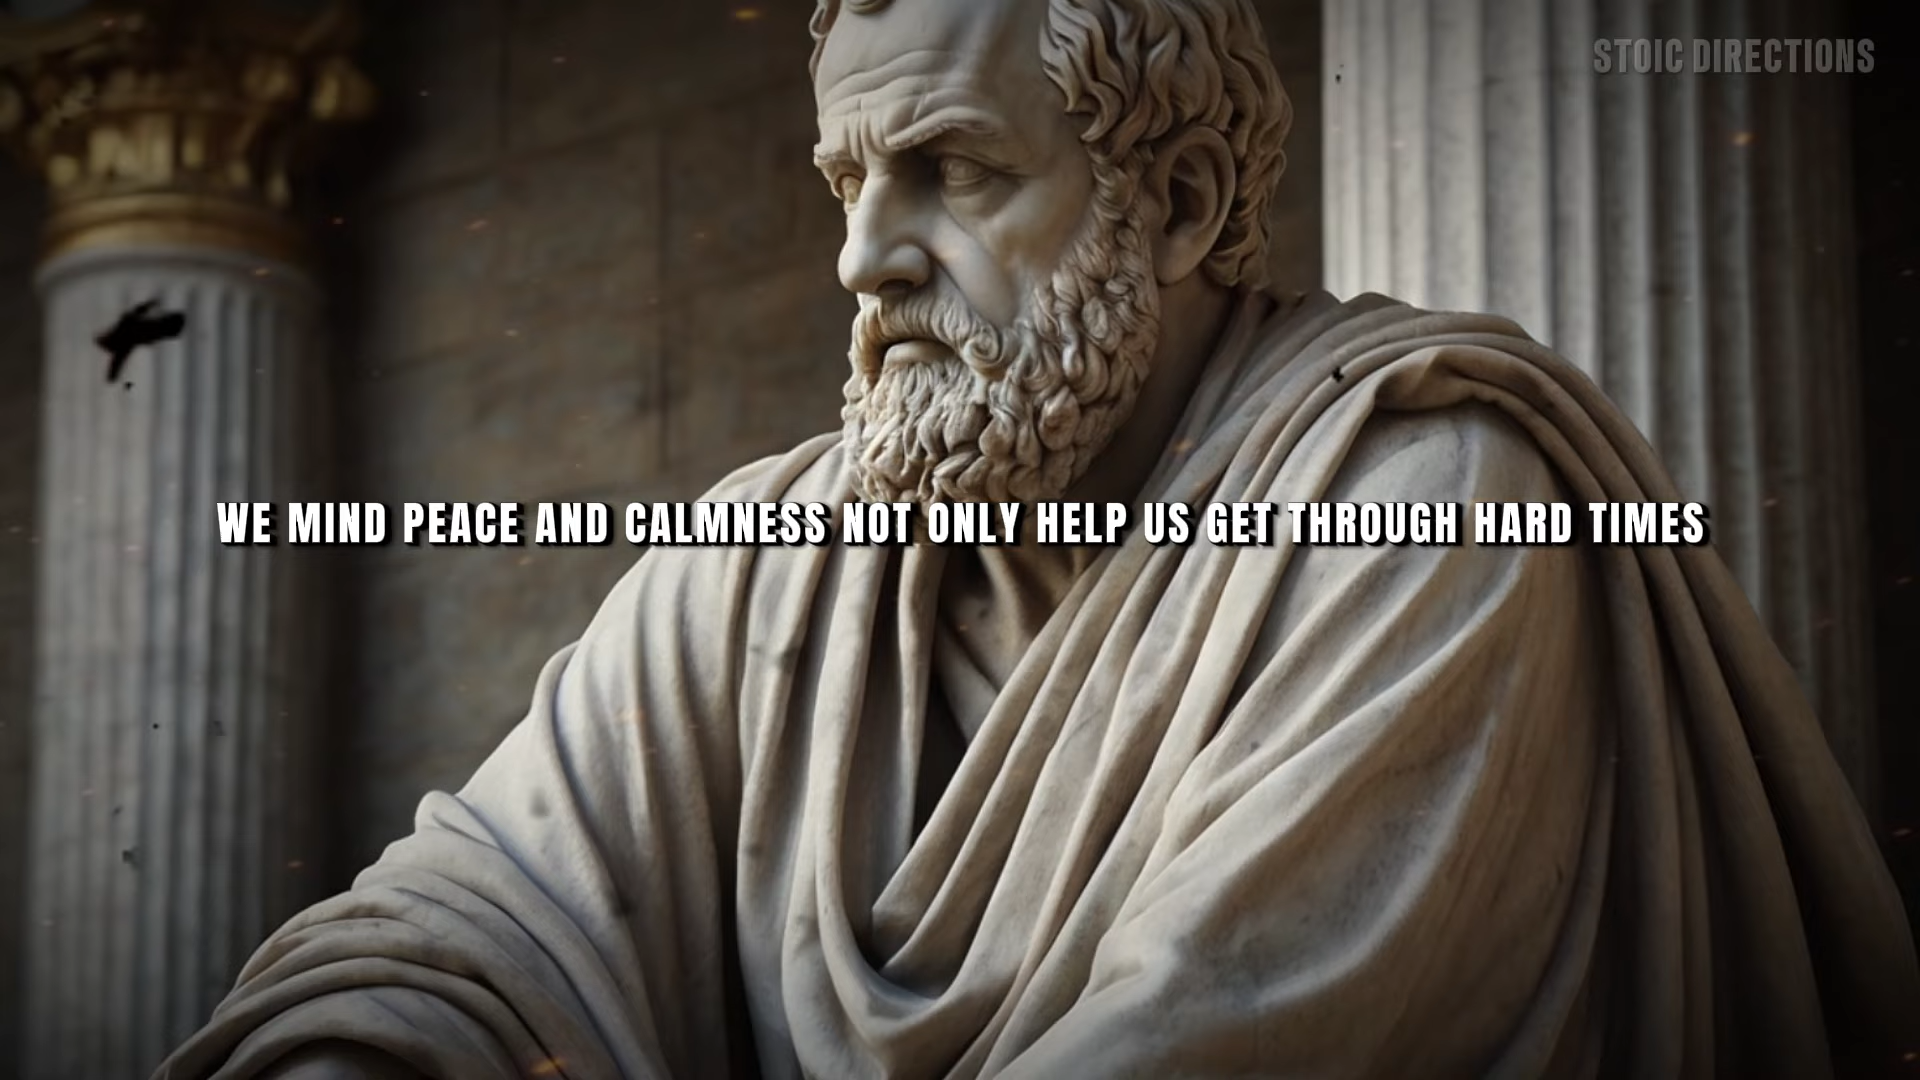 STOIC DIRECTIONS
WE MIND PEACE AND CALMNESS NOT ONLY HELP US GET THROUGH HARD TIMES